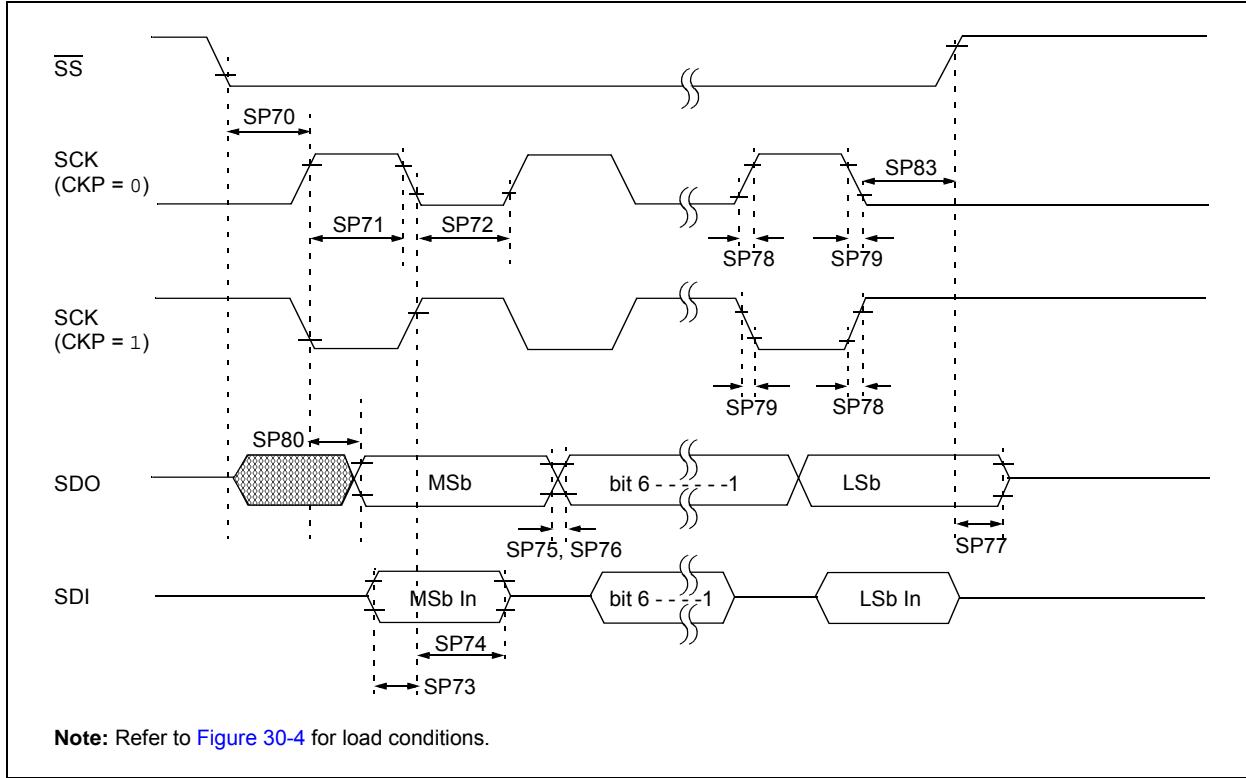 SS
SP70
SCK
(CKP = 0)
SP83
SP71
SP72
SP78
SP79
SCK
(CKP = 1)
SP79
SP78
SP80
SDO
MSb
bit 6 - - - - - -1
LSb
SP75, SP76
SP77
SDI
MSb In
bit 6 - - - -1
LSb In
SP74
SP73
Note: Refer to Figure 30-4 for load conditions.